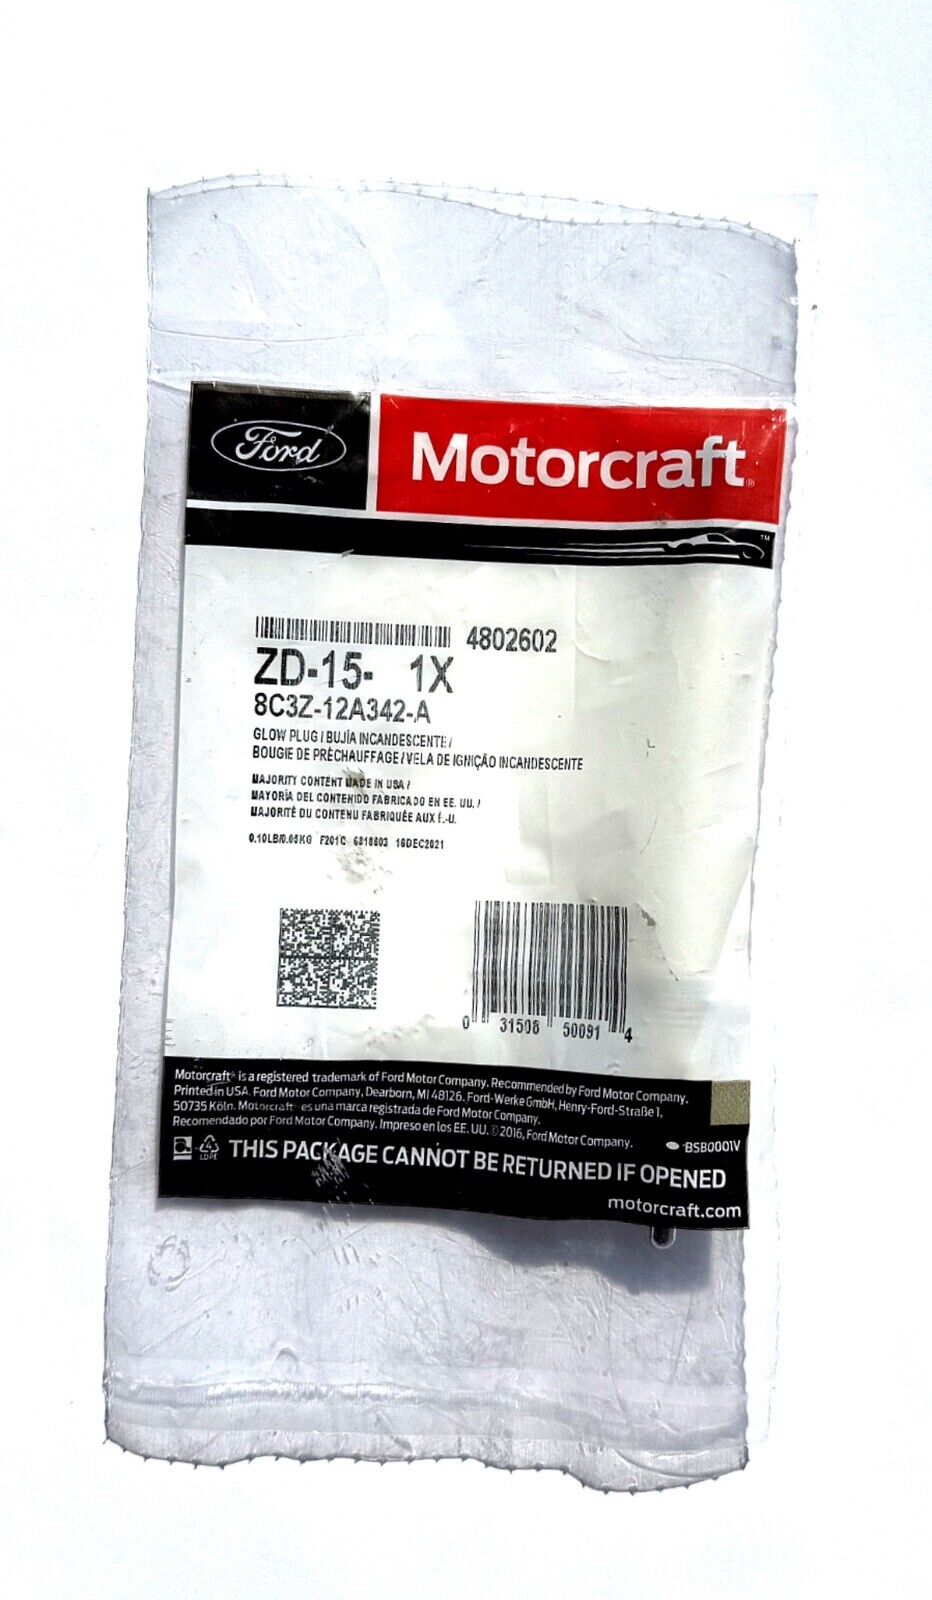 Ford
Motorcraft®
™
4802602
ZD-15- 1X
8C3Z-12A342-A
GLOW PLUG / BUJÍA INCANDESCENTE /
BOUGIE DE PRÉCHAUFFAGE / VELA DE IGNIÇÃO INCANDESCENTE
MAJORITY CONTENT MADE IN USA /
MAYORÍA DEL CONTENIDO FABRICADO EN EE. UU. /
MAJORITÉ DU CONTENU FABRIQUÉE AUX É.-U.
0.10LB/0.05KG F201C 16DEC2021
0 31508 50091 4
Motorcraft® is a registered trademark of Ford Motor Company. Recommended by Ford Motor Company.
Printed in USA. Ford Motor Company, Dearborn, MI 48126. Ford-Werke GmbH, Henry-Ford-Straße 1,
50735 Köln. Motorcraft® es una marca registrada de Ford Motor Company.
Recomendado por Ford Motor Company. Impreso en los EE. UU. ©2016, Ford Motor Company.
BSB0001V
4
LDPE
THIS PACKAGE CANNOT BE RETURNED IF OPENED
motorcraft.com